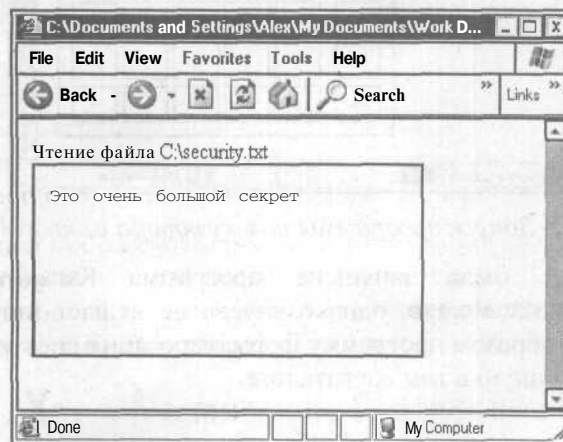 C:\Documents and Settings\Alex\My Documents\Work D...
File Edit View Favorites Tools Help
Back Search Links
Чтение файла C:\security.txt
Это очень большой секрет
Done My Computer